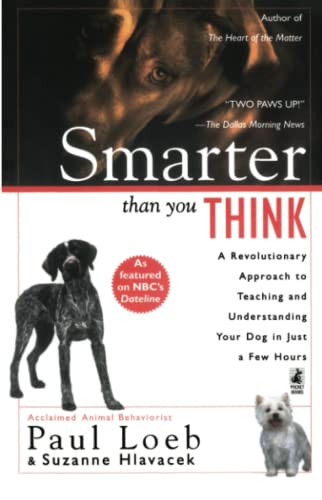 Author of
The Heart of the Matter
"TWO PAWS UP!"
—The Dallas Morning News
Smarter
than you THINK
A Revolutionary
Approach to
Teaching and
Understanding
Your Dog in Just
a Few Hours
As
featured
on NBC's
Dateline
POCKET
BOOKS
Acclaimed Animal Behaviorist
Paul Loeb
& Suzanne Hlavacek